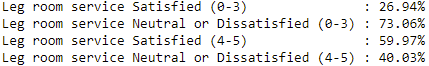 Leg room service Satisfied (0-3) : 26.94%
Leg room service Neutral or Dissatisfied (0-3) : 73.06%
Leg room service Satisfied (4-5) : 59.97%
Leg room service Neutral or Dissatisfied (4-5) : 40.03%